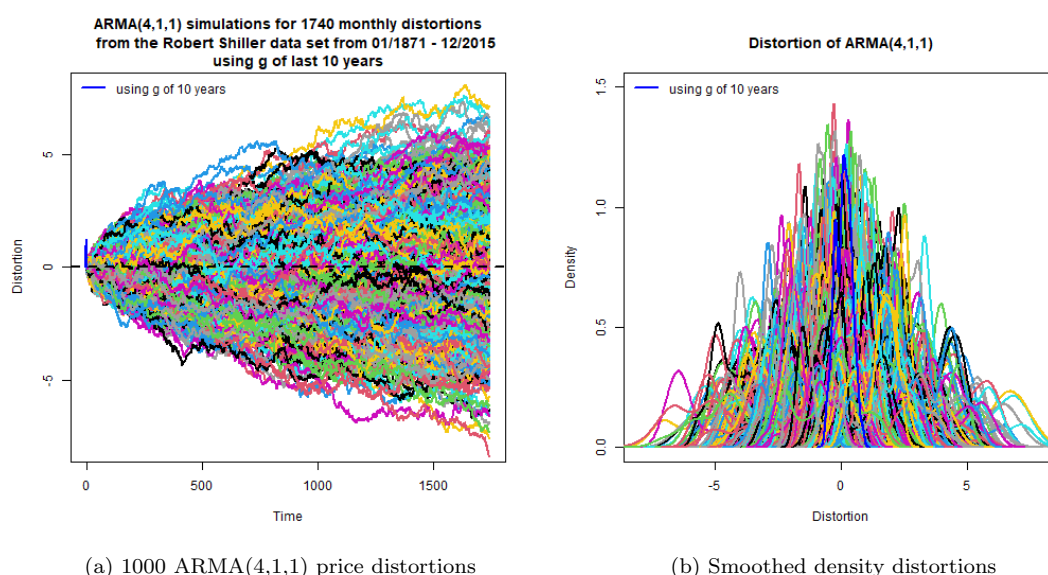 ARMA(4,1,1) simulations for 1740 monthly distortions
from the Robert Shiller data set from 01/1871 - 12/2015
using g of last 10 years
using g of 10 years
Distortion
5
0
-5
0
500
1000
1500
Time
(a) 1000 ARMA(4,1,1) price distortions
Distortion of ARMA(4,1,1)
using g of 10 years
Density
1.5
1.0
0.5
0.0
-5
0
5
Distortion
(b) Smoothed density distortions